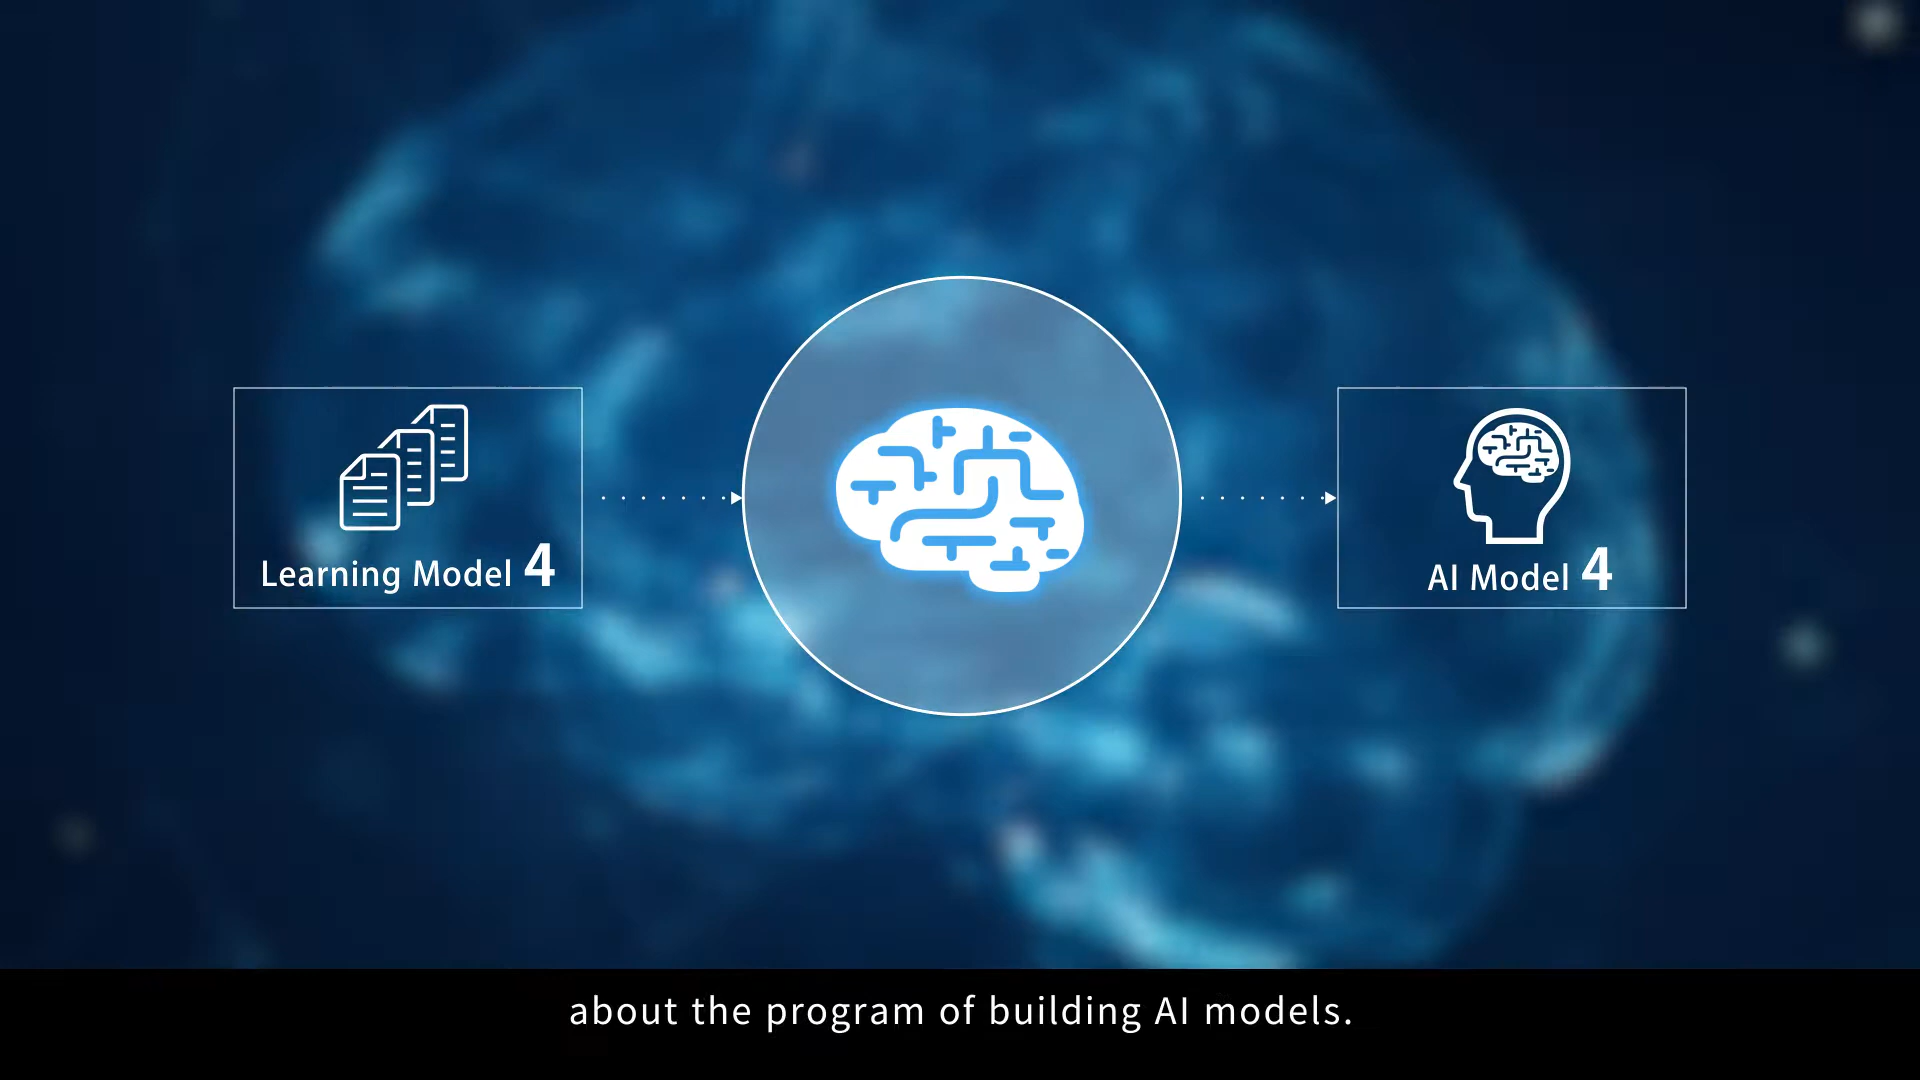 Learning Model 4
AI Model 4
about the program of building AI models.